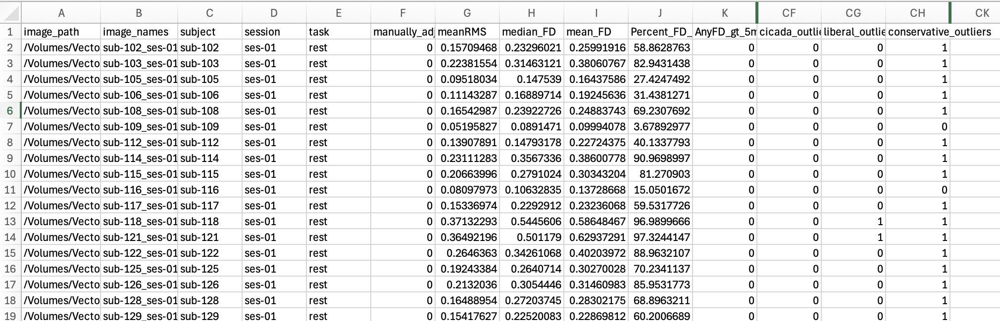 A B C D E F G H I J K CF CG CH CK
1 image_path image_names subject session task manually_adj meanRMS median_FD mean_FD Percent_FD_ AnyFD_gt_5m cicada_outlie liberal_outlie conservative_outliers
2 /Volumes/Vecto sub-102_ses-01 sub-102 ses-01 rest 0 0.15709468 0.23296021 0.25991916 58.8628763 0 0 0 1
3 /Volumes/Vecto sub-103_ses-01 sub-103 ses-01 rest 0 0.22381554 0.31463121 0.38060767 82.9431438 0 0 0 1
4 /Volumes/Vecto sub-105_ses-01 sub-105 ses-01 rest 0 0.09518034 0.147539 0.16437586 27.4247492 0 0 0 1
5 /Volumes/Vecto sub-106_ses-01 sub-106 ses-01 rest 0 0.11143287 0.16889714 0.19245636 31.4381271 0 0 0 1
6 /Volumes/Vecto sub-108_ses-01 sub-108 ses-01 rest 0 0.16542987 0.23922726 0.24883743 69.2307692 0 0 0 1
7 /Volumes/Vecto sub-109_ses-01 sub-109 ses-01 rest 0 0.05195827 0.0891471 0.09994078 3.67892977 0 0 0 0
8 /Volumes/Vecto sub-112_ses-01 sub-112 ses-01 rest 0 0.13907891 0.14793178 0.22724375 40.1337793 0 0 0 1
9 /Volumes/Vecto sub-114_ses-01 sub-114 ses-01 rest 0 0.23111283 0.3567336 0.38600778 90.9698997 0 0 0 1
10 /Volumes/Vecto sub-115_ses-01 sub-115 ses-01 rest 0 0.20663996 0.2791024 0.30343204 81.270903 0 0 0 1
11 /Volumes/Vecto sub-116_ses-01 sub-116 ses-01 rest 0 0.08097973 0.10632835 0.13728668 15.0501672 0 0 0 0
12 /Volumes/Vecto sub-117_ses-01 sub-117 ses-01 rest 0 0.15336974 0.2292912 0.23236068 59.5317726 0 0 0 1
13 /Volumes/Vecto sub-118_ses-01 sub-118 ses-01 rest 0 0.37132293 0.5445606 0.58648467 96.9899666 0 0 1 1
14 /Volumes/Vecto sub-121_ses-01 sub-121 ses-01 rest 0 0.36492196 0.501179 0.62937291 97.3244147 0 0 1 1
15 /Volumes/Vecto sub-122_ses-01 sub-122 ses-01 rest 0 0.2646363 0.34261068 0.40203972 88.9632107 0 0 0 1
16 /Volumes/Vecto sub-125_ses-01 sub-125 ses-01 rest 0 0.19243384 0.2640714 0.30270028 70.2341137 0 0 0 1
17 /Volumes/Vecto sub-126_ses-01 sub-126 ses-01 rest 0 0.2132036 0.3054446 0.31460983 85.9531773 0 0 0 1
18 /Volumes/Vecto sub-128_ses-01 sub-128 ses-01 rest 0 0.16488954 0.27203745 0.28302175 68.8963211 0 0 0 1
19 /Volumes/Vecto sub-129_ses-01 sub-129 ses-01 rest 0 0.15417627 0.22520083 0.22869812 60.2006689 0 0 0 1